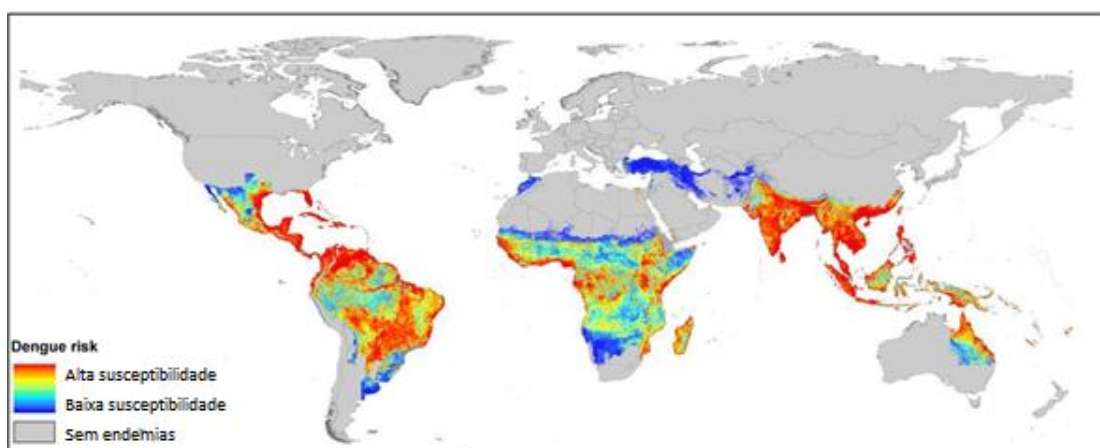 Dengue risk
Alta susceptibilidade
Baixa susceptibilidade
Sem endemias